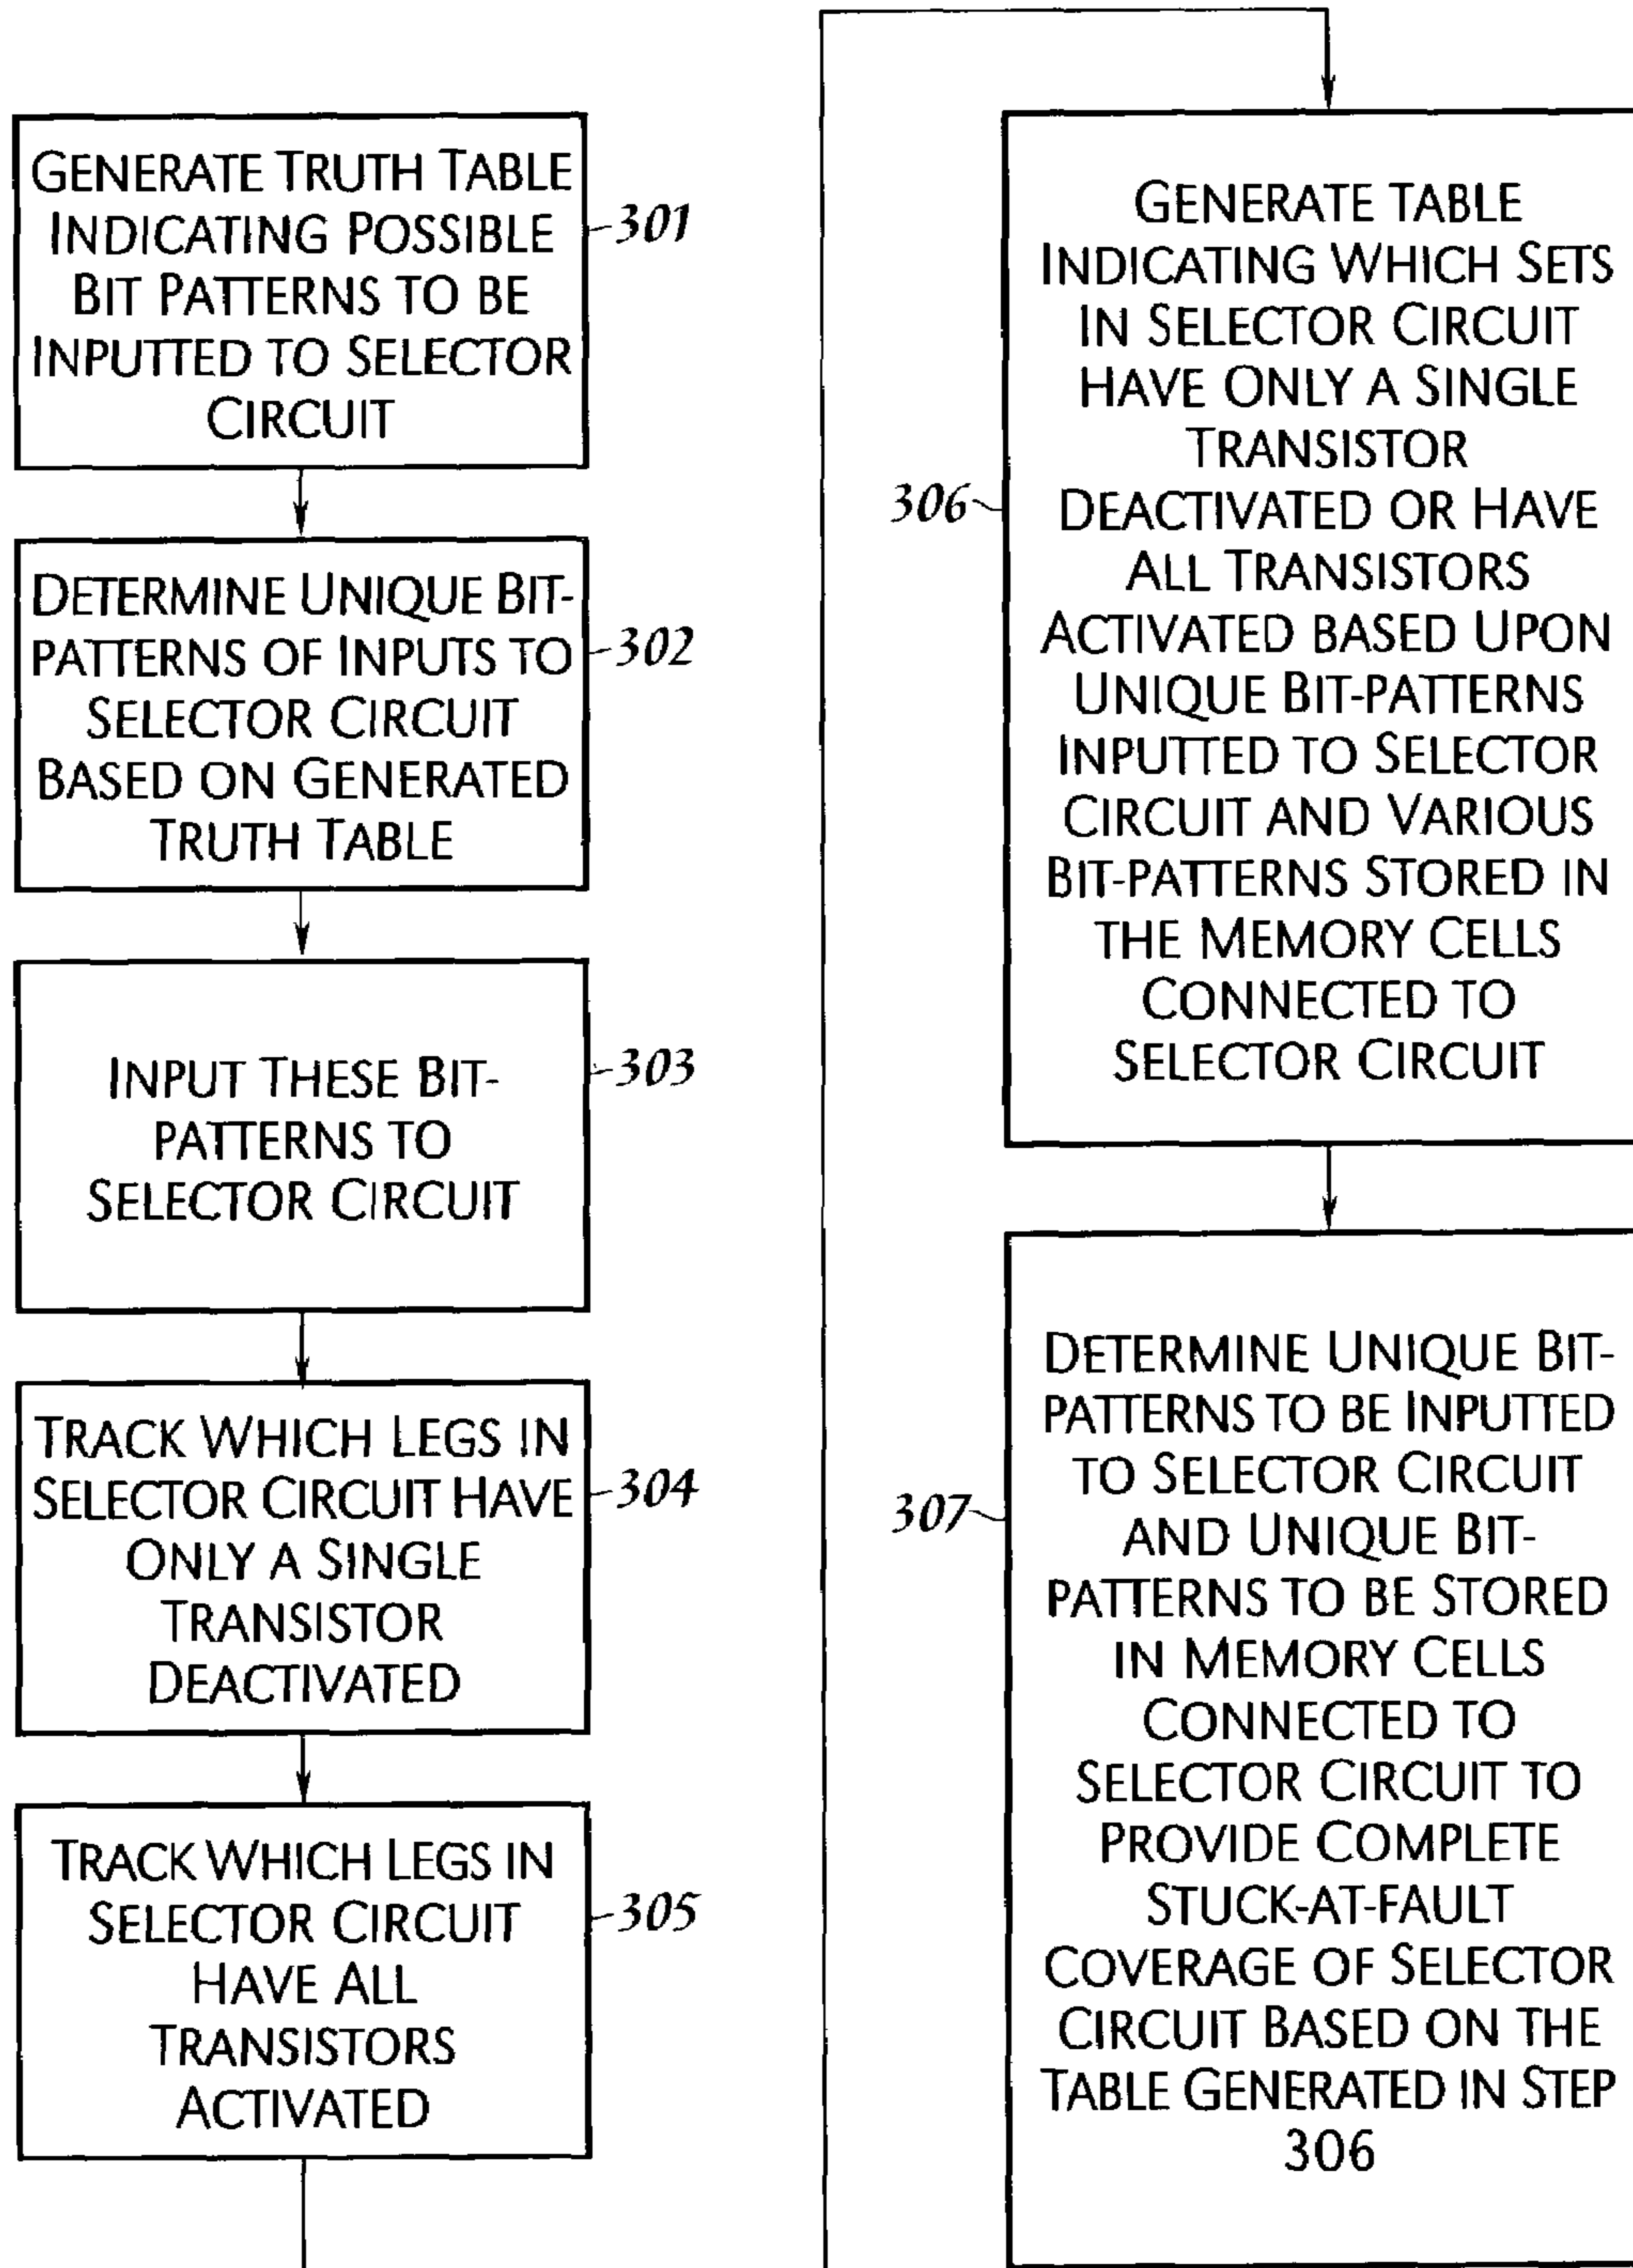 GENERATE TRUTH TABLE
INDICATING POSSIBLE
BIT PATTERNS TO BE
INPUTTED TO SELECTOR
CIRCUIT
301
DETERMINE UNIQUE BIT-
PATTERNS OF INPUTS TO
SELECTOR CIRCUIT
BASED ON GENERATED
TRUTH TABLE
302
INPUT THESE BIT-
PATTERNS TO
SELECTOR CIRCUIT
303
TRACK WHICH LEGS IN
SELECTOR CIRCUIT HAVE
ONLY A SINGLE
TRANSISTOR
DEACTIVATED
304
TRACK WHICH LEGS IN
SELECTOR CIRCUIT
HAVE ALL
TRANSISTORS
ACTIVATED
305
GENERATE TABLE
INDICATING WHICH SETS
IN SELECTOR CIRCUIT
HAVE ONLY A SINGLE
TRANSISTOR
DEACTIVATED OR HAVE
ALL TRANSISTORS
ACTIVATED BASED UPON
UNIQUE BIT-PATTERNS
INPUTTED TO SELECTOR
CIRCUIT AND VARIOUS
BIT-PATTERNS STORED IN
THE MEMORY CELLS
CONNECTED TO
SELECTOR CIRCUIT
306
DETERMINE UNIQUE BIT-
PATTERNS TO BE INPUTTED
TO SELECTOR CIRCUIT
AND UNIQUE BIT-
PATTERNS TO BE STORED
IN MEMORY CELLS
CONNECTED TO
SELECTOR CIRCUIT TO
PROVIDE COMPLETE
STUCK-AT-FAULT
COVERAGE OF SELECTOR
CIRCUIT BASED ON THE
TABLE GENERATED IN STEP
306
307